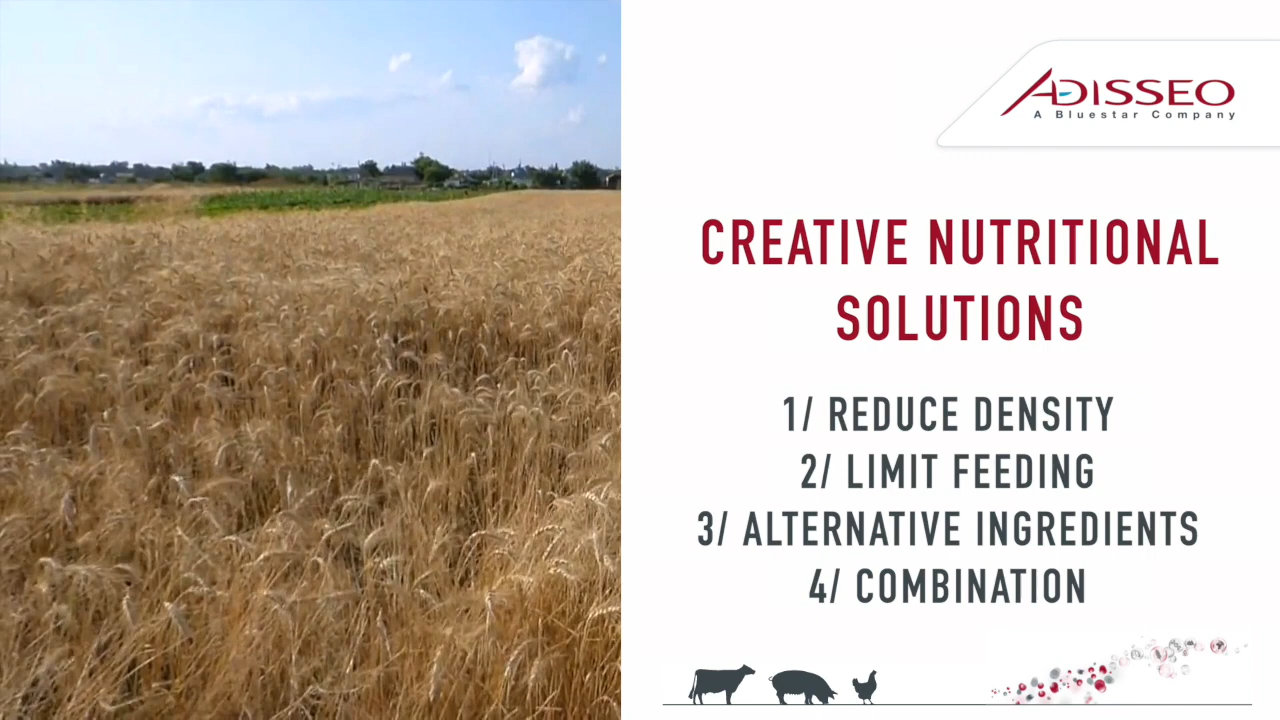 ADISSEO
A Bluestar Company
CREATIVE NUTRITIONAL
SOLUTIONS
1/ REDUCE DENSITY
2/ LIMIT FEEDING
3/ ALTERNATIVE INGREDIENTS
4/ COMBINATION